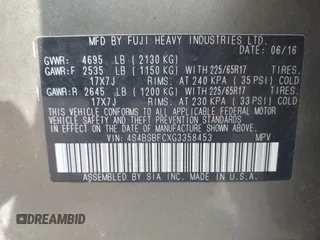 MFD BY FUJI HEAVY INDUSTRIES LTD.
DATE 06/16
GVWR: 4695 LB (2130 KG)
GAWR:F 2535 LB (1150 KG) WITH 225/65R17 TIRES.
17X7J RIMS: AT 240 KPA (35 PSI) COLD
GAWR:R 2645 LB (1200 KG) WITH 225/65R17 TIRES.
17X7J RIMS: AT 230 KPA (33 PSI) COLD
THIS VEHICLE CONFORMS TO ALL APPLICABLE FEDERAL MOTOR
VEHICLE SAFETY, BUMPER, AND THEFT PREVENTION STANDARDS
IN EFFECT ON THE DATE OF MANUFACTURE SHOWN ABOVE.
VIN: 4S4BSBFCXG3358453 MPV
ASSEMBLED BY SIA INC. MADE IN U.S.A.
DREAMBID